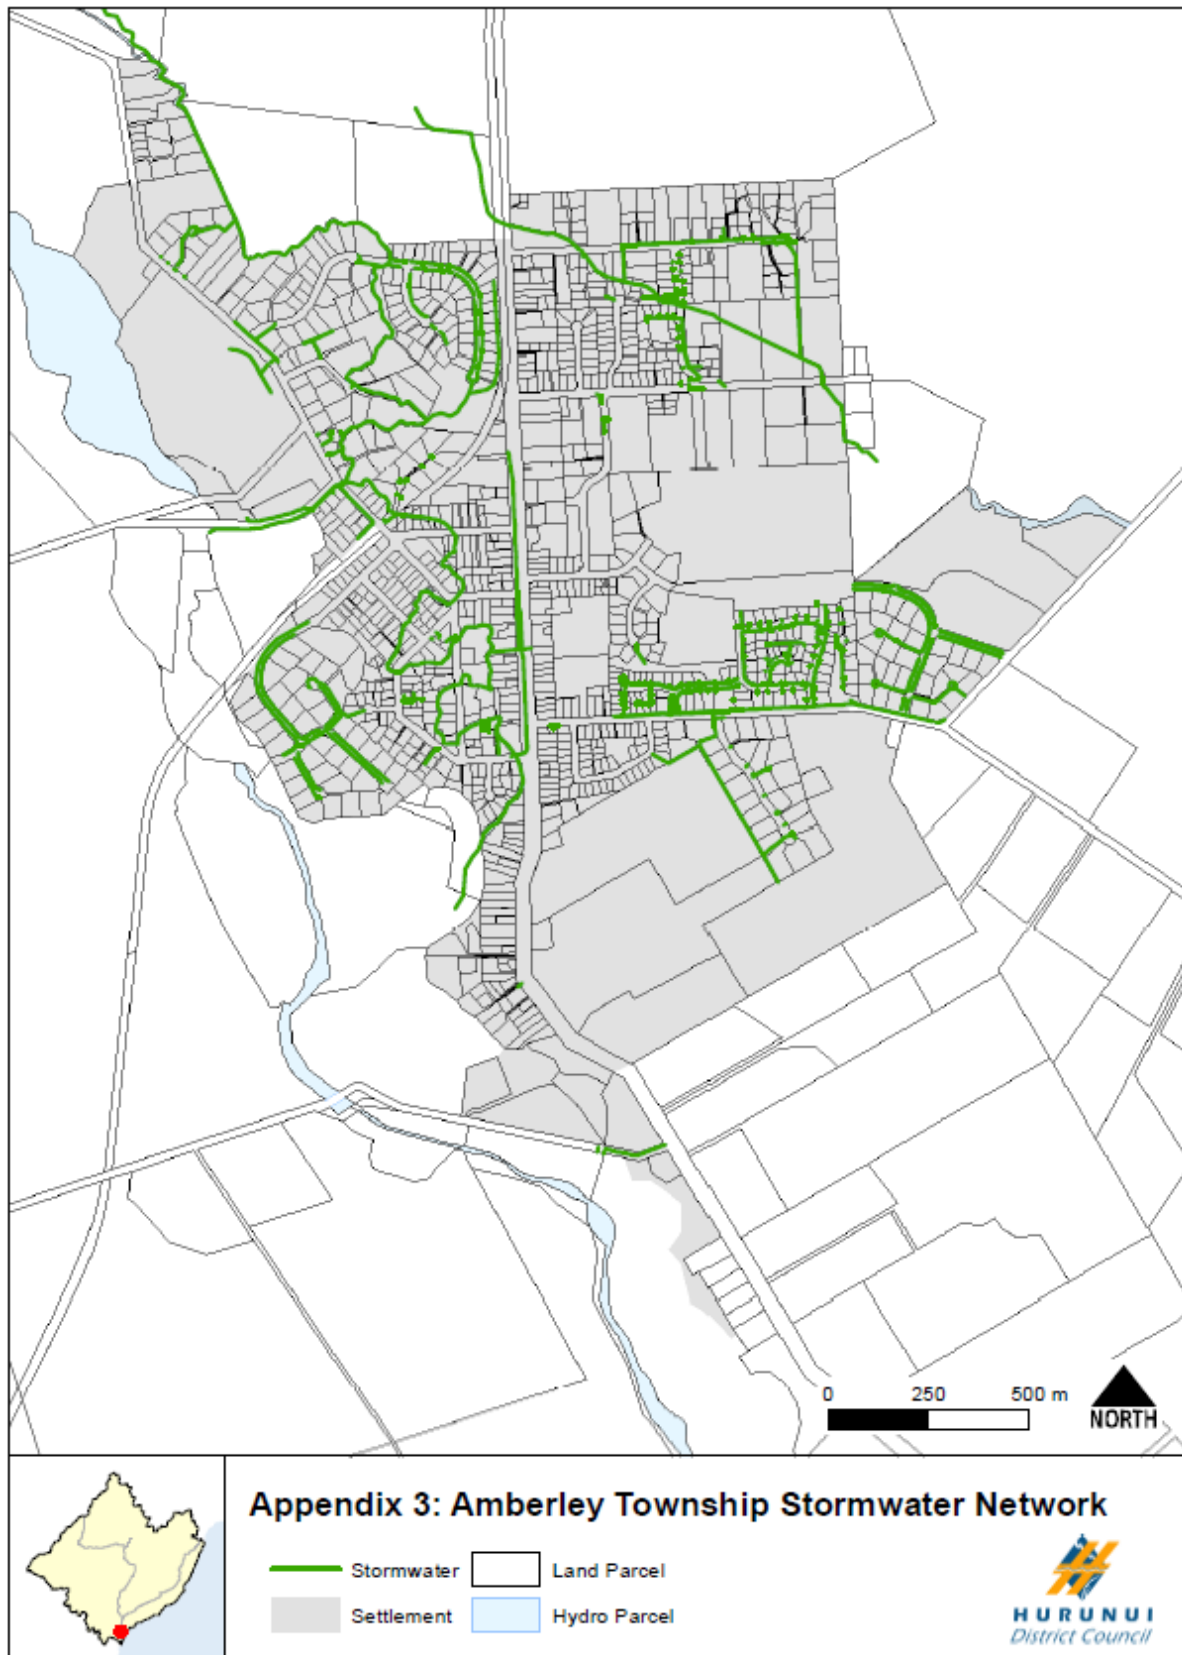 0 250 500 m
NORTH
Appendix 3: Amberley Township Stormwater Network
Stormwater Land Parcel
Settlement Hydro Parcel
HURUNUI
District Council